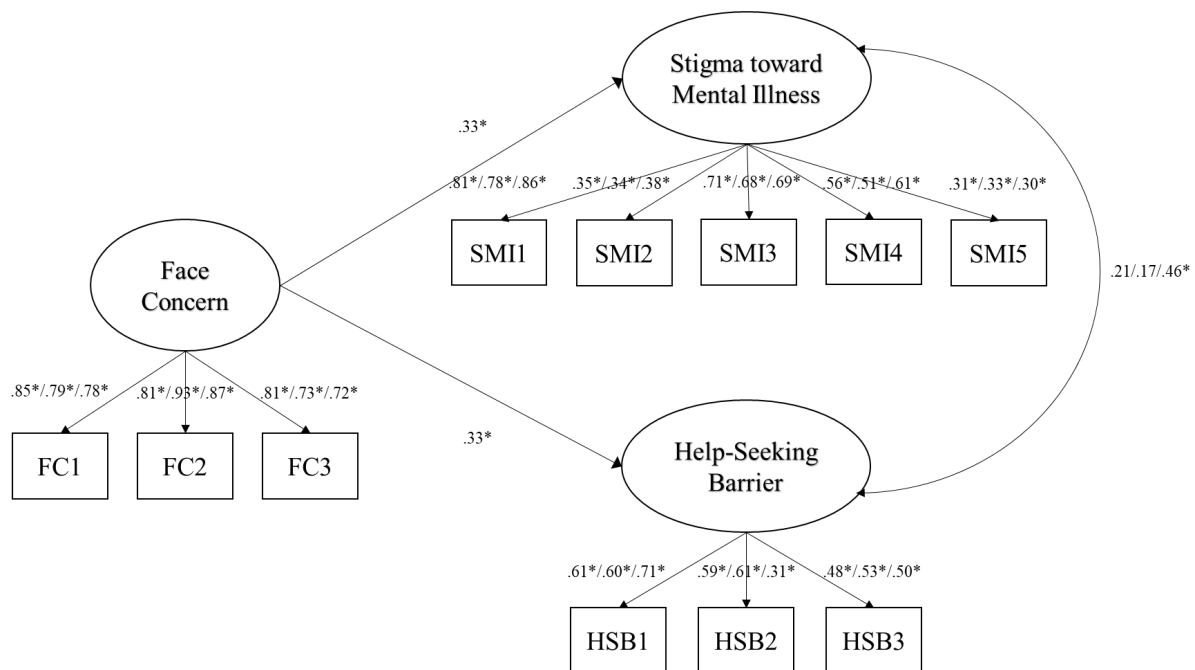 Stigma toward
Mental Illness
.33*
.81*/.78*/.86*
.35*/.34*/.38*
.71*/.68*/.69*
.56*/.51*/.61*
.31*/.33*/.30*
SMI1
SMI2
SMI3
SMI4
SMI5
Face
Concern
.21/.17/.46*
.85*/.79*/.78*
.81*/.93*/.87*
.81*/.73*/.72*
FC1
FC2
FC3
.33*
Help-Seeking
Barrier
.61*/.60*/.71*
.59*/.61*/.31*
.48*/.53*/.50*
HSB1
HSB2
HSB3